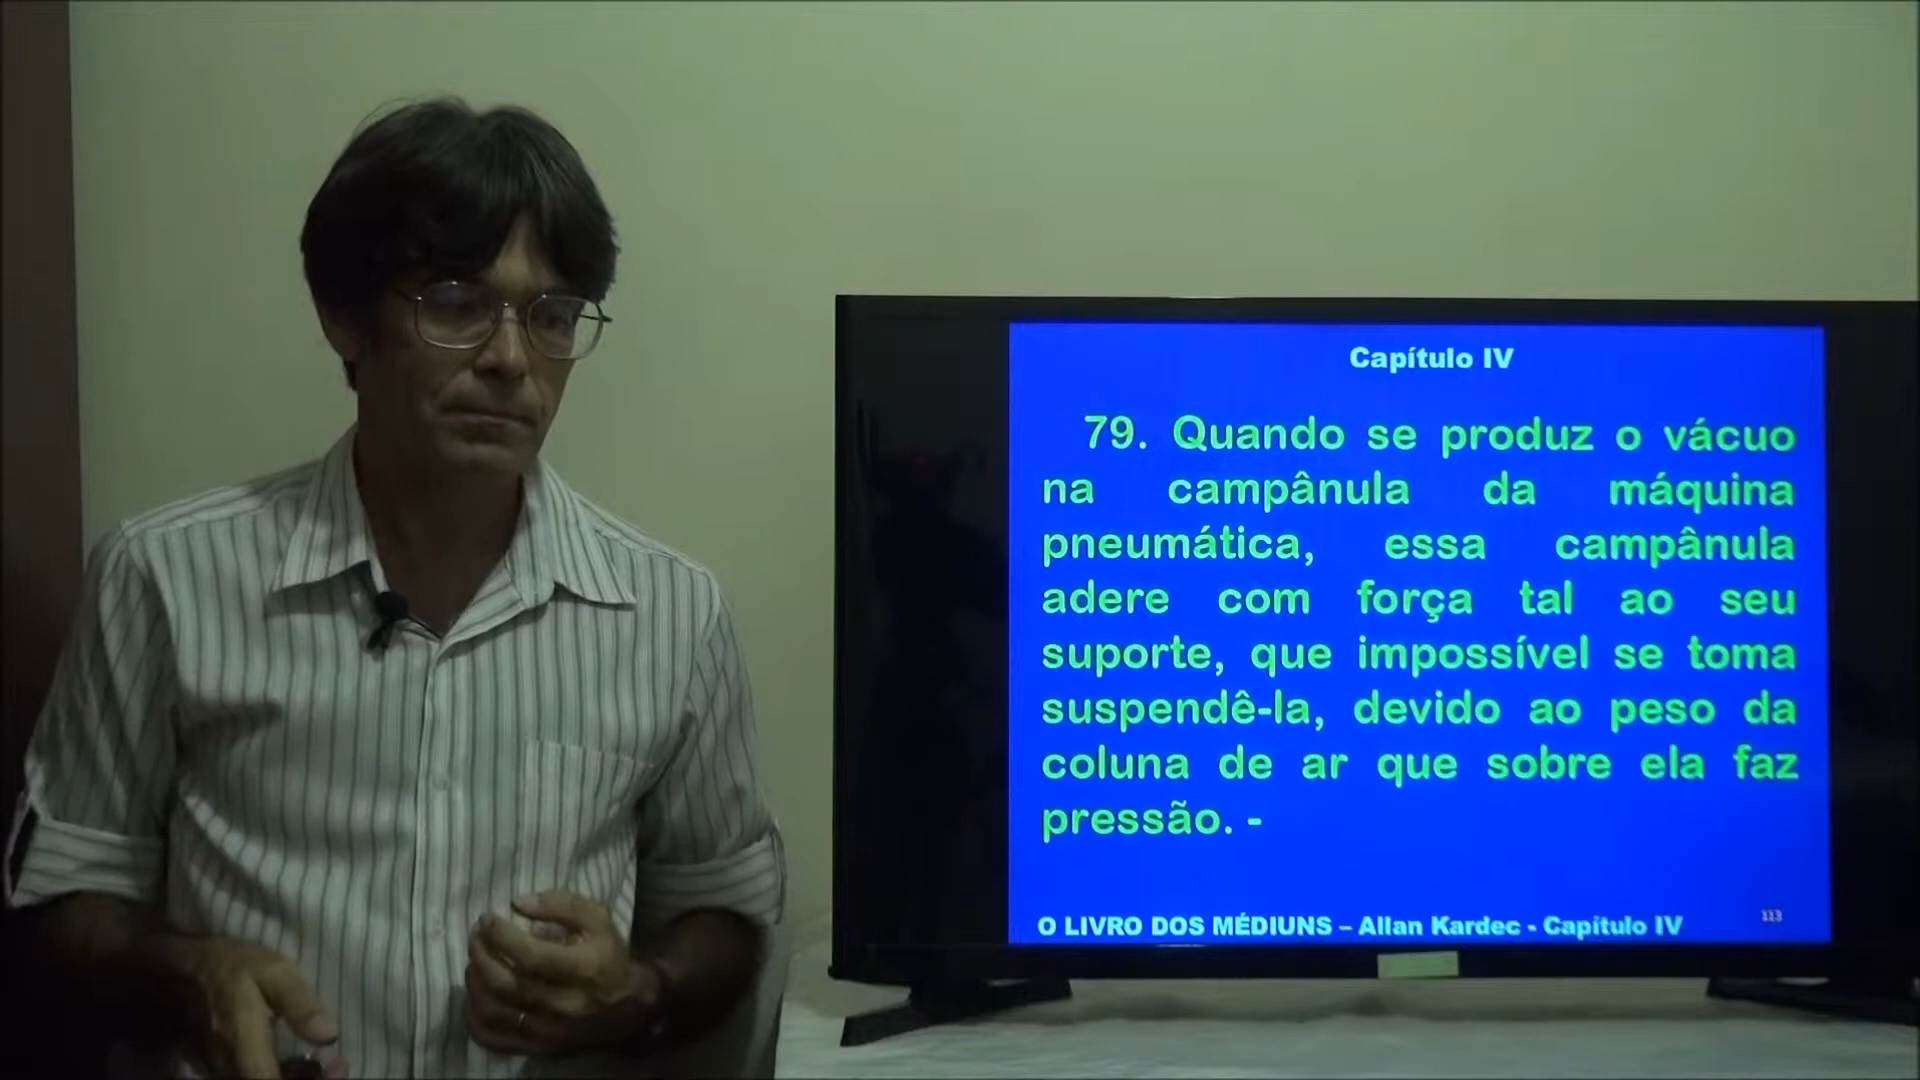 Capítulo IV
79. Quando se produz o vácuo
na campânula da máquina
pneumática, essa campânula
adere com força tal ao seu
suporte, que impossível se toma
suspendê-la, devido ao peso da
coluna de ar que sobre ela faz
pressão. -
O LIVRO DOS MÉDIUNS – Allan Kardec - Capítulo IV
113